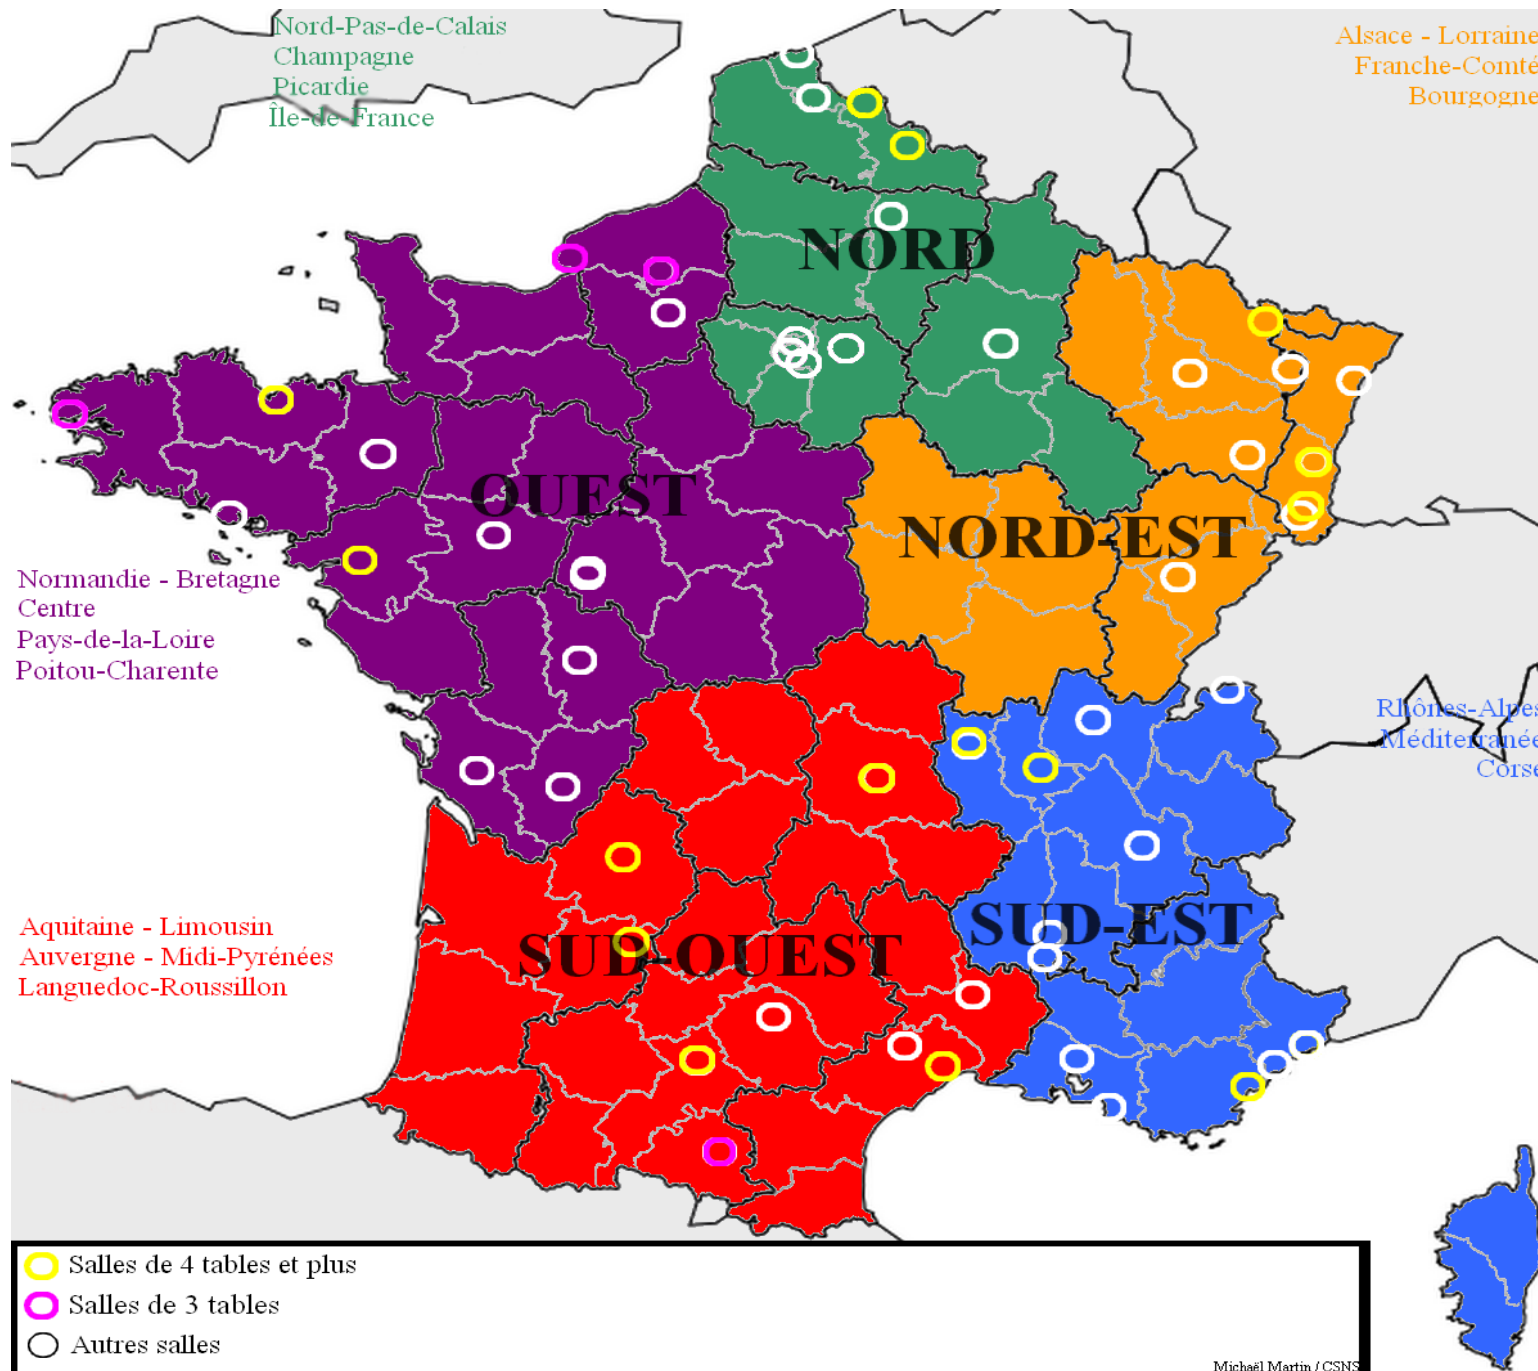 Nord-Pas-de-Calais
Champagne
Picardie
Île-de-France
Alsace - Lorraine
Franche-Comté
Bourgogne
NORD
OUEST
NORD-EST
Normandie - Bretagne
Centre
Pays-de-la-Loire
Poitou-Charente
Rhônes-Alpes
Méditerranée
Corse
SUD-EST
SUD-OUEST
Aquitaine - Limousin
Auvergne - Midi-Pyrénées
Languedoc-Roussillon
Salles de 4 tables et plus
Salles de 3 tables
Autres salles
Michaël Martin / CSNS